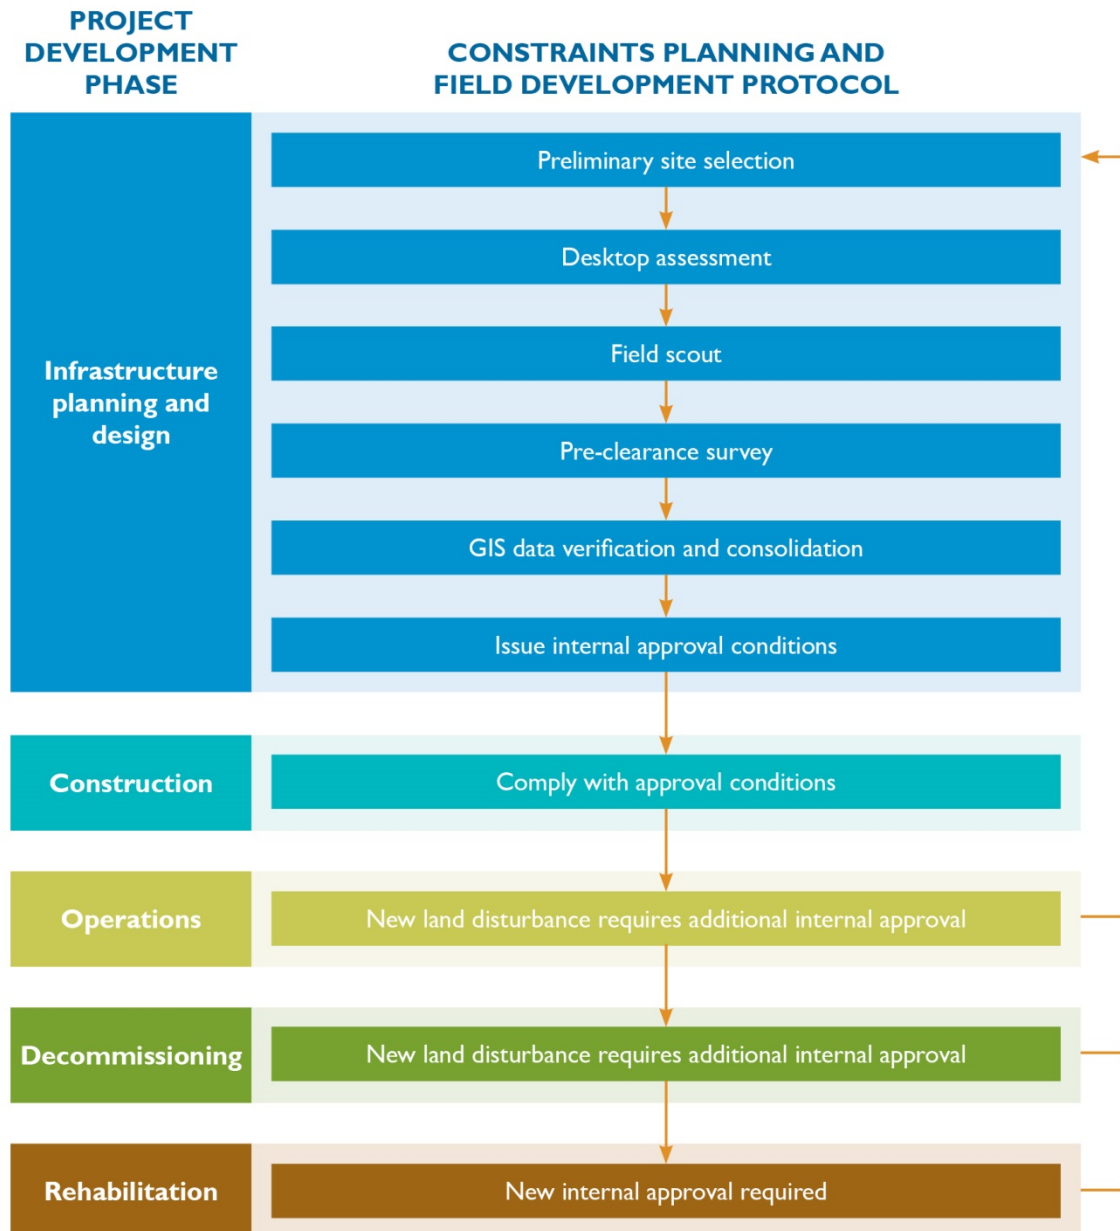 PROJECT
DEVELOPMENT
PHASE
CONSTRAINTS PLANNING AND
FIELD DEVELOPMENT PROTOCOL
Infrastructure
planning and
design
Preliminary site selection
Desktop assessment
Field scout
Pre-clearance survey
GIS data verification and consolidation
Issue internal approval conditions
Construction
Comply with approval conditions
Operations
New land disturbance requires additional internal approval
Decommissioning
New land disturbance requires additional internal approval
Rehabilitation
New internal approval required